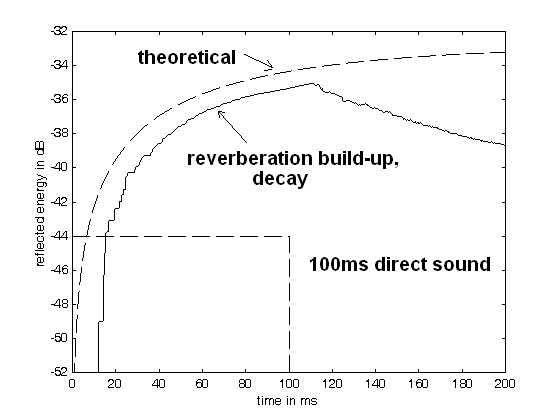 -32
theoretical
-34
-36
reverberation build-up,
decay
-38
-40
reflected energy in dB
-42
-44
100ms direct sound
-46
-48
-50
-52
0 20 40 60 80 100 120 140 160 180 200
time in ms